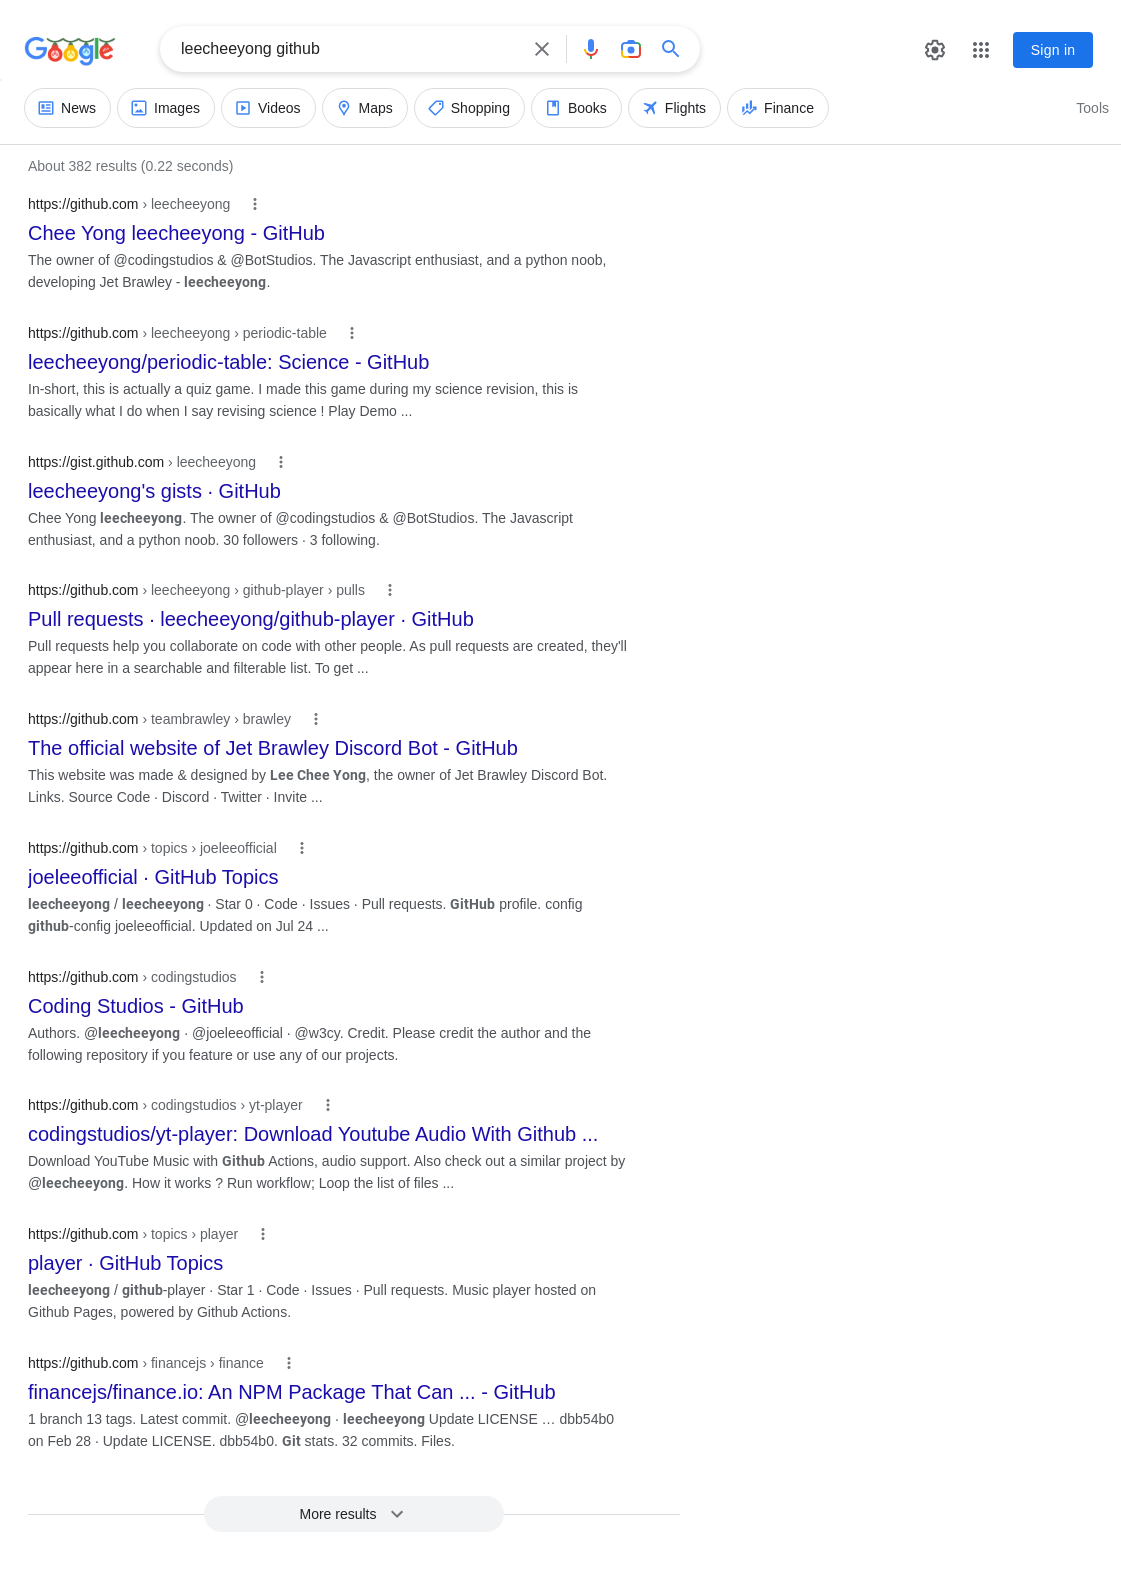 Google
leecheeyong github
Sign in
News
Images
Videos
Maps
Shopping
Books
Flights
Finance
Tools
About 382 results (0.22 seconds)
https://github.com › leecheeyong
Chee Yong leecheeyong - GitHub
The owner of @codingstudios & @BotStudios. The Javascript enthusiast, and a python noob,
developing Jet Brawley - leecheeyong.
https://github.com › leecheeyong › periodic-table
leecheeyong/periodic-table: Science - GitHub
In-short, this is actually a quiz game. I made this game during my science revision, this is
basically what I do when I say revising science ! Play Demo ...
https://gist.github.com › leecheeyong
leecheeyong's gists · GitHub
Chee Yong leecheeyong. The owner of @codingstudios & @BotStudios. The Javascript
enthusiast, and a python noob. 30 followers · 3 following.
https://github.com › leecheeyong › github-player › pulls
Pull requests · leecheeyong/github-player · GitHub
Pull requests help you collaborate on code with other people. As pull requests are created, they'll
appear here in a searchable and filterable list. To get ...
https://github.com › teambrawley › brawley
The official website of Jet Brawley Discord Bot - GitHub
This website was made & designed by Lee Chee Yong, the owner of Jet Brawley Discord Bot.
Links. Source Code · Discord · Twitter · Invite ...
https://github.com › topics › joeleeofficial
joeleeofficial · GitHub Topics
leecheeyong / leecheeyong · Star 0 · Code · Issues · Pull requests. GitHub profile. config
github-config joeleeofficial. Updated on Jul 24 ...
https://github.com › codingstudios
Coding Studios - GitHub
Authors. @leecheeyong · @joeleeofficial · @w3cy. Credit. Please credit the author and the
following repository if you feature or use any of our projects.
https://github.com › codingstudios › yt-player
codingstudios/yt-player: Download Youtube Audio With Github ...
Download YouTube Music with Github Actions, audio support. Also check out a similar project by
@leecheeyong. How it works ? Run workflow; Loop the list of files ...
https://github.com › topics › player
player · GitHub Topics
leecheeyong / github-player · Star 1 · Code · Issues · Pull requests. Music player hosted on
Github Pages, powered by Github Actions.
https://github.com › financejs › finance
financejs/finance.io: An NPM Package That Can ... - GitHub
1 branch 13 tags. Latest commit. @leecheeyong · leecheeyong Update LICENSE … dbb54b0
on Feb 28 · Update LICENSE. dbb54b0. Git stats. 32 commits. Files.
More results